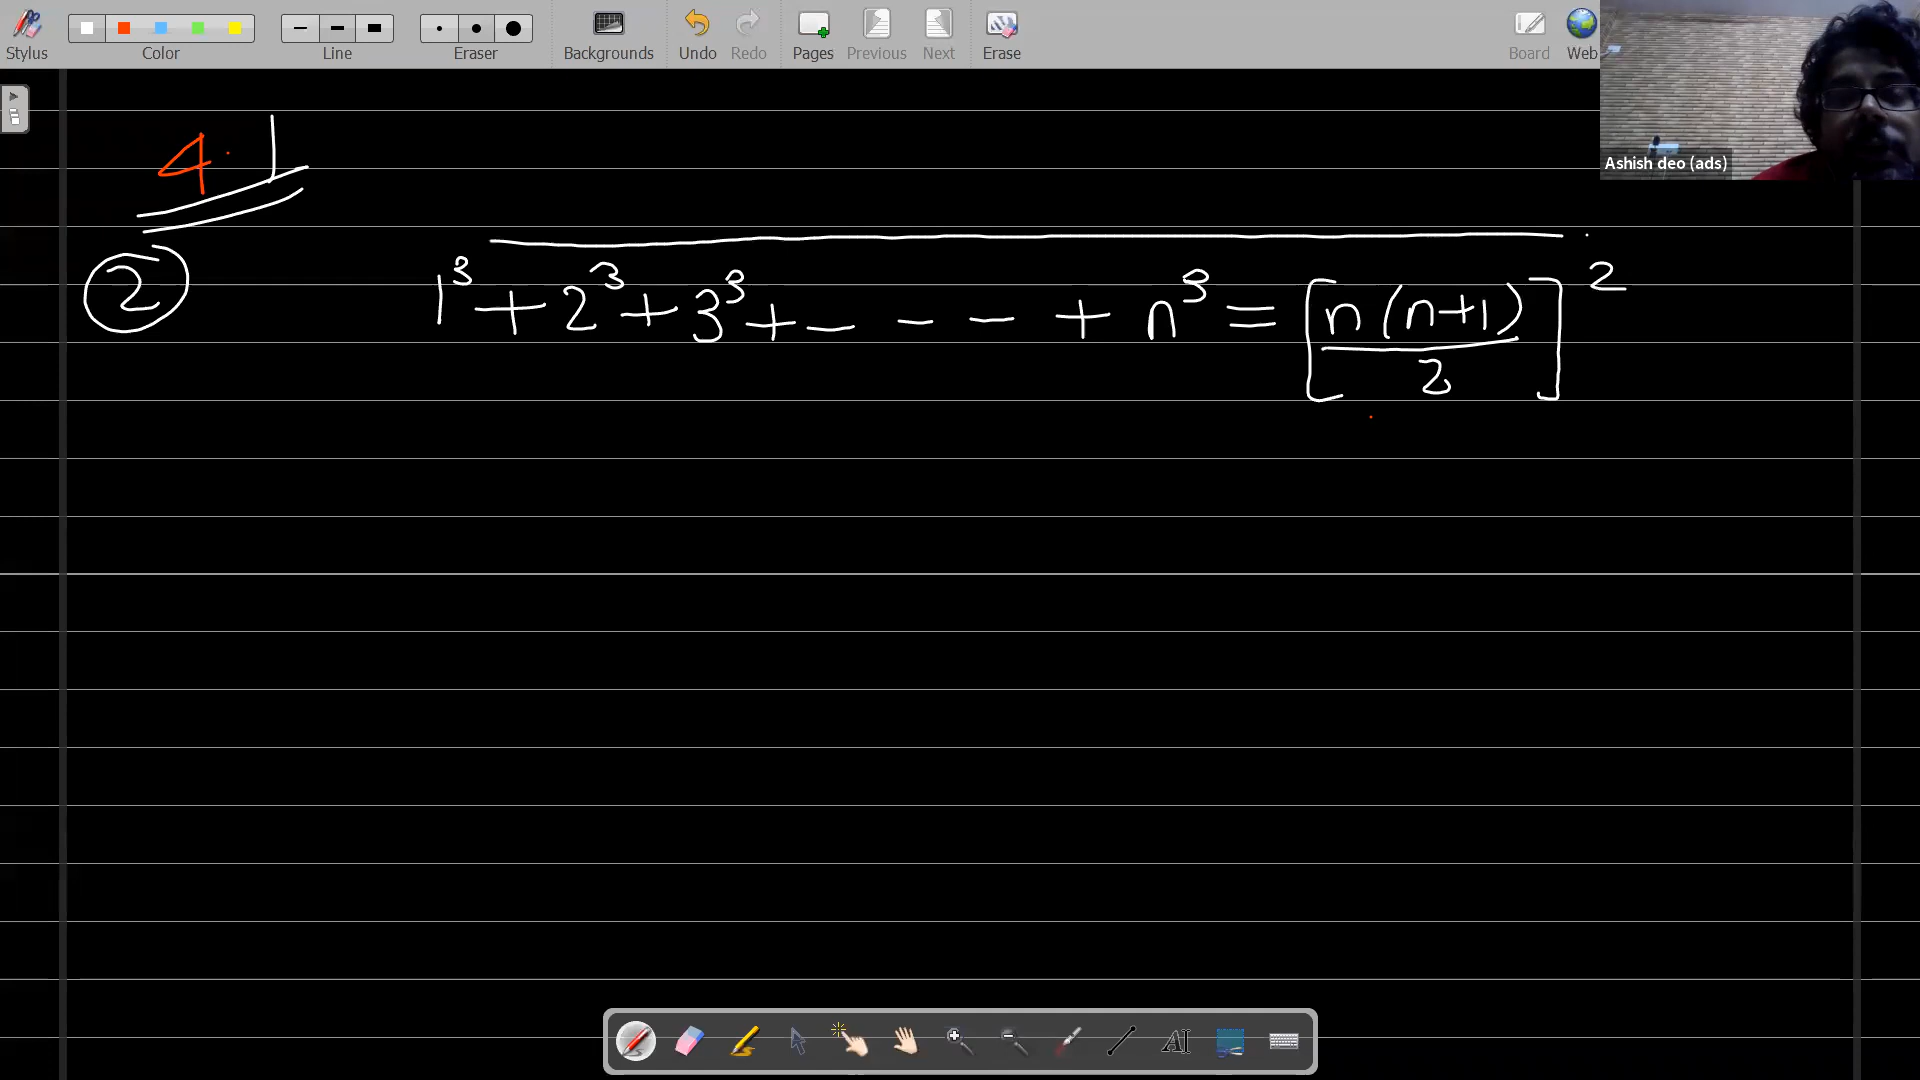 Stylus Color Line Eraser Backgrounds Undo Redo Pages Previous Next Erase Board Web
Ashish deo (ads)
4.1
② 1³ + 2³ + 3³ + - - - + n³ = [n(n+1)/2]²